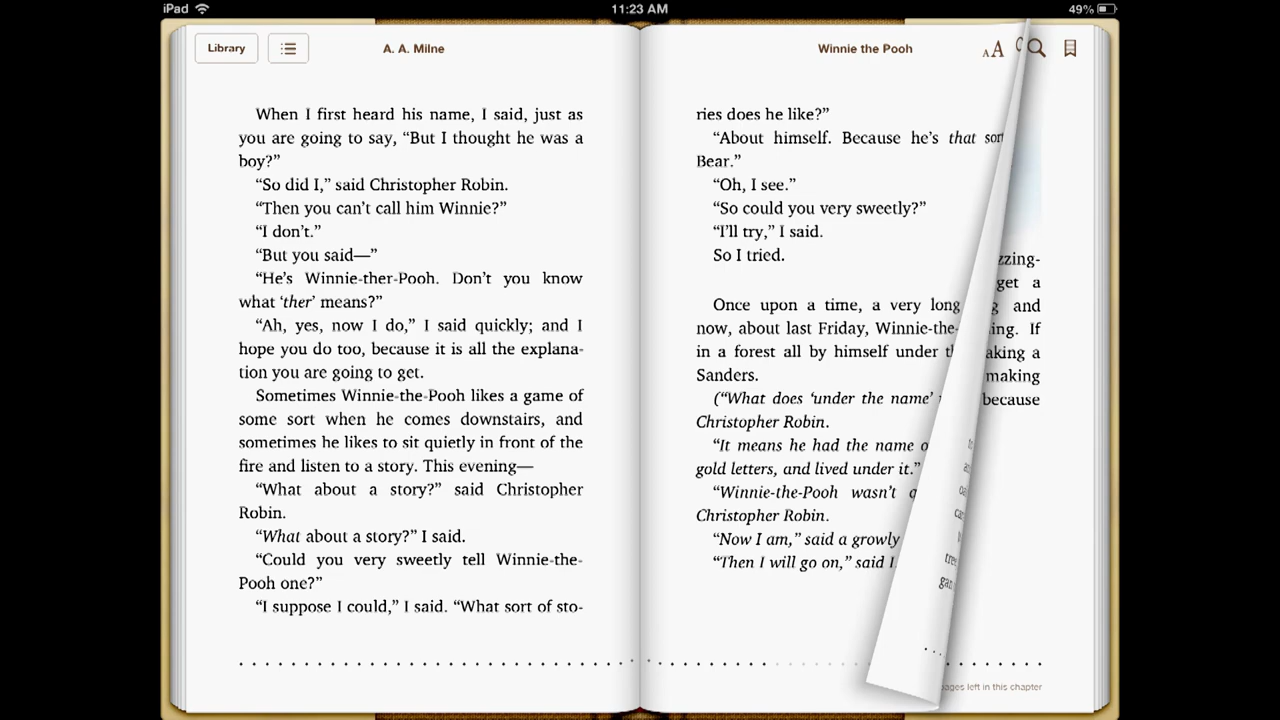 iPad
11:23 AM
49%
Library
A. A. Milne
When I first heard his name, I said, just as
you are going to say, “But I thought he was a
boy?”
“So did I,” said Christopher Robin.
“Then you can’t call him Winnie?”
“I don’t.”
“But you said—”
“He’s Winnie-ther-Pooh. Don’t you know
what ‘ther’ means?”
“Ah, yes, now I do,” I said quickly; and I
hope you do too, because it is all the explana-
tion you are going to get.
Sometimes Winnie-the-Pooh likes a game of
some sort when he comes downstairs, and
sometimes he likes to sit quietly in front of the
fire and listen to a story. This evening—
“What about a story?” said Christopher
Robin.
“What about a story?” I said.
“Could you very sweetly tell Winnie-the-
Pooh one?”
“I suppose I could,” I said. “What sort of sto-
Winnie the Pooh
AA
ries does he like?”
“About himself. Because he’s that sort
Bear.”
“Oh, I see.”
“So could you very sweetly?”
“I’ll try,” I said.
So I tried.
Once upon a time, a very long
now, about last Friday, Winnie-the-
in a forest all by himself under
Sanders.
(“What does ‘under the name’
Christopher Robin.
“It means he had the name
gold letters, and lived under it.”
“Winnie-the-Pooh wasn’t
Christopher Robin.
“Now I am,” said a growly
“Then I will go on,” said I.
zzing-
get a
and
ing. If
aking a
making
because
pages left in this chapter